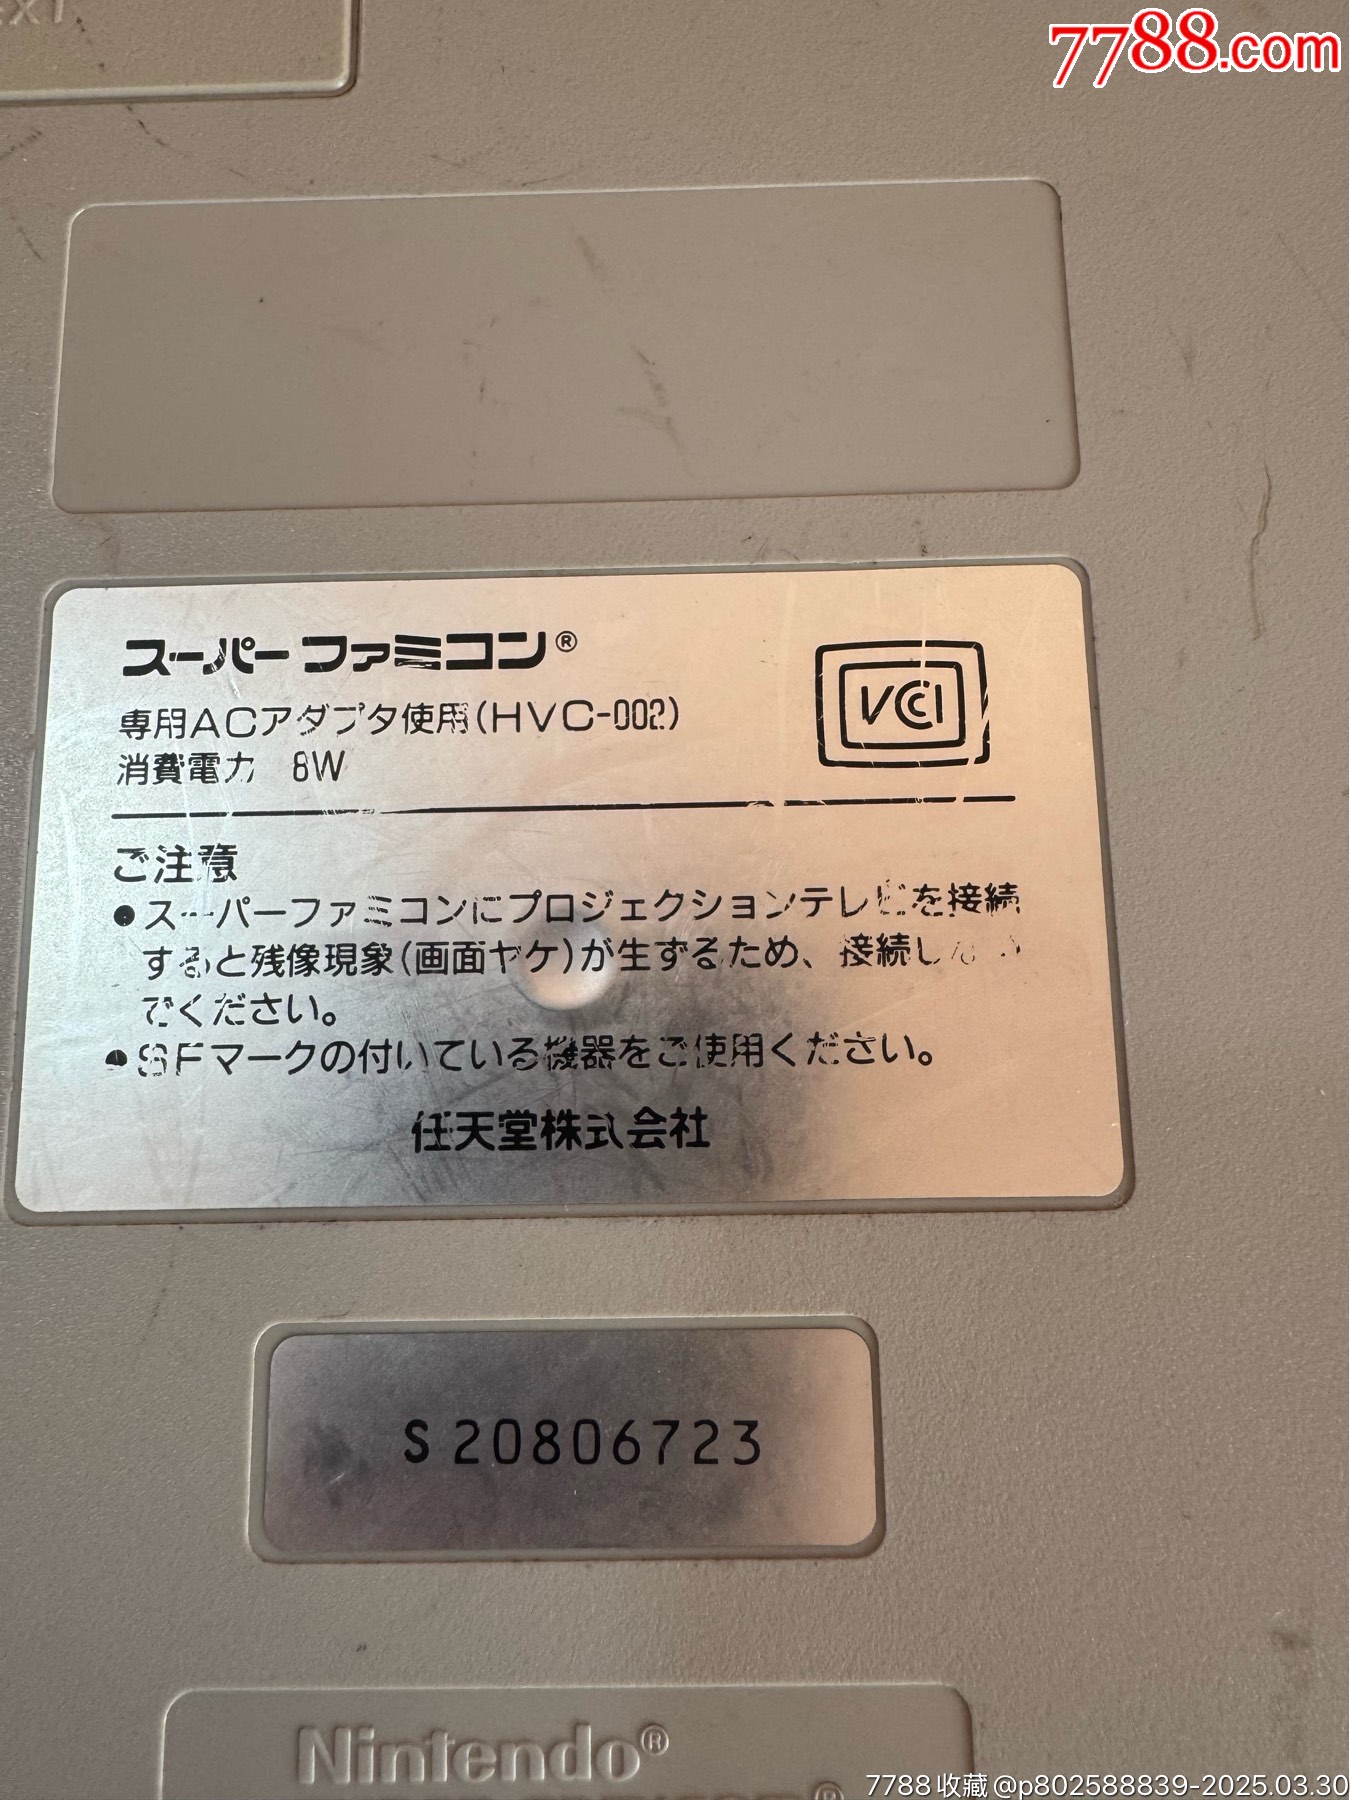 7788.com
スーパーファミコン®
専用ACアダプタ使用(HVC-002)
消費電力 8W
VCCI
ご注意
●スーパーファミコンにプロジェクションテレビを接続
すると残像現象(画面ヤケ)が生ずるため、接続しない
でください。
●SFマークの付いている機器をご使用ください。
任天堂株式会社
S20806723
Nintendo®
7788收藏@p802588839-2025.03.30